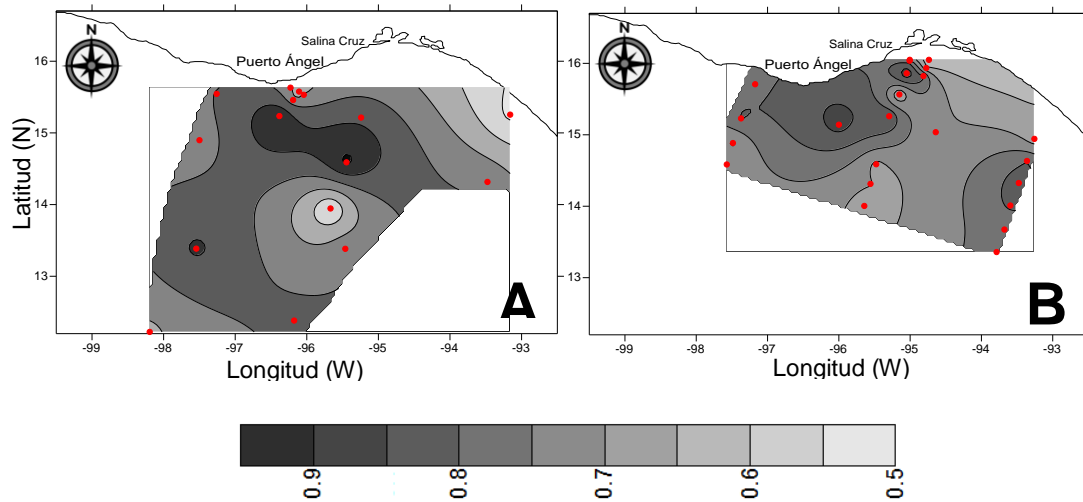 N
Salina Cruz
Puerto Ángel
16
15
14
13
Latitud (N)
A
-99
-98
-97
-96
-95
-94
-93
Longitud (W)
N
Salina Cruz
Puerto Ángel
16
15
14
13
B
-99
-98
-97
-96
-95
-94
-93
Longitud (W)
0.9
0.8
0.7
0.6
0.5